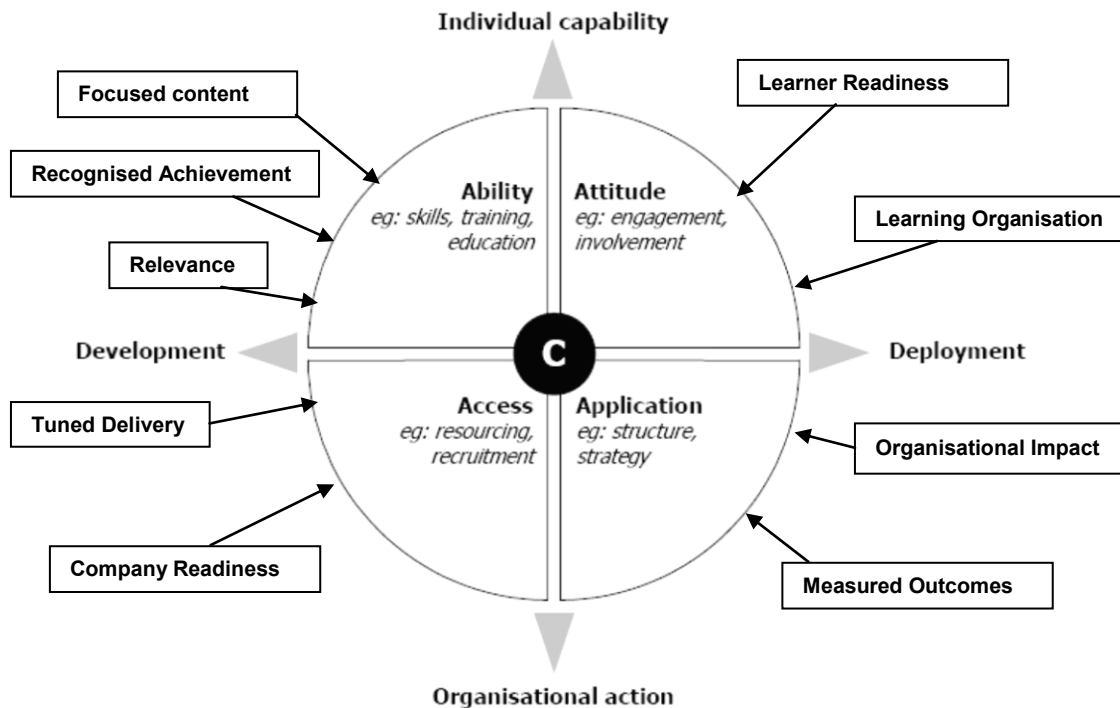 Individual capability
Focused content
Learner Readiness
Recognised Achievement
Ability
eg: skills, training,
education
Attitude
eg: engagement,
involvement
Learning Organisation
Relevance
Development
C
Deployment
Tuned Delivery
Access
eg: resourcing,
recruitment
Application
eg: structure,
strategy
Organisational Impact
Company Readiness
Measured Outcomes
Organisational action